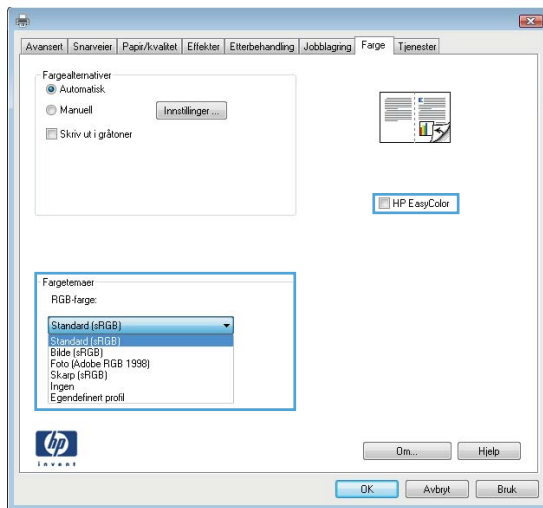 Avansert Snarveier Papir/kvalitet Effekter Etterbehandling Jobblagring Farge Tjenester
Fargealternativer
Automatisk
Manuell Innstillinger ...
Skriv ut i gråtoner
HP EasyColor
Fargetemaer
RGB-farge:
Standard (sRGB)
Standard (sRGB)
Bilde (sRGB)
Foto (Adobe RGB 1998)
Skarp (sRGB)
Ingen
Egendefinert profil
hp
invent
Om... Hjelp
OK Avbryt Bruk